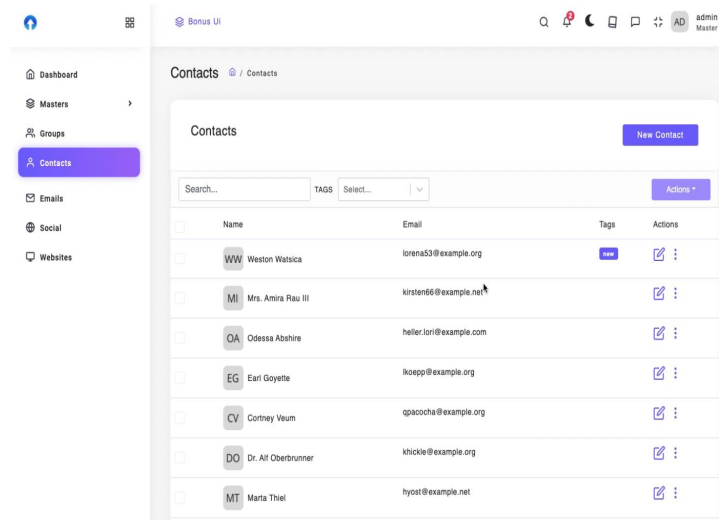 Bonus Ui
2
AD
admin
Master
Dashboard
Masters
Groups
Contacts
Emails
Social
Websites
Contacts / Contacts
Contacts
New Contact
Search...
TAGS
Select...
Actions
Name Email Tags Actions
WW Weston Watsica lorena53@example.org new
MI Mrs. Amira Rau III kirsten66@example.net
OA Odessa Abshire heller.lori@example.com
EG Earl Goyette lkoepp@example.org
CV Cortney Veum qpacocha@example.org
DO Dr. Alf Oberbrunner khickle@example.org
MT Marta Thiel hyost@example.net